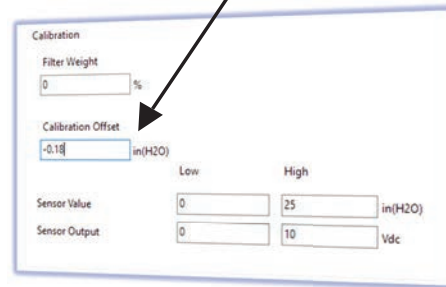 Calibration
Filter Weight
0 %
Calibration Offset
-0.18 in(H2O)
Low High
Sensor Value 0 25 in(H2O)
Sensor Output 0 10 Vdc